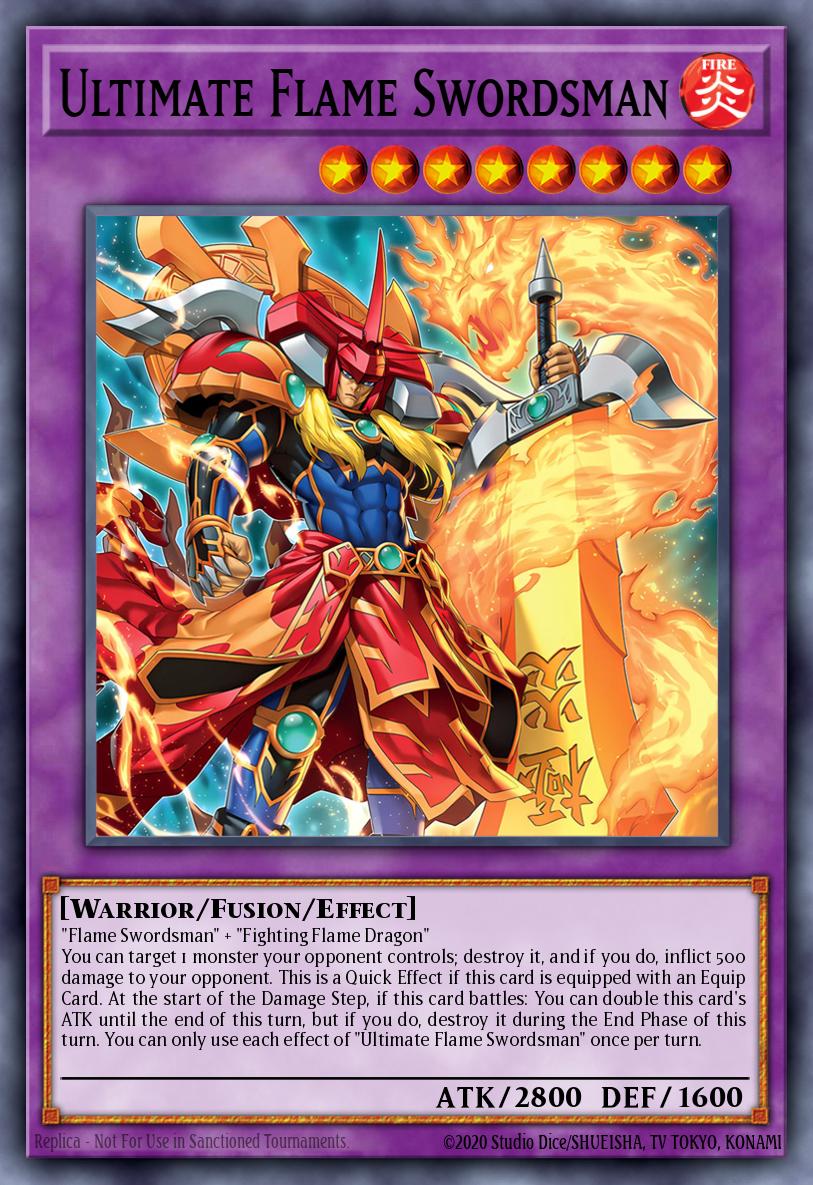 ULTIMATE FLAME SWORDSMAN
FIRE
炎
極炎
[WARRIOR/FUSION/EFFECT]
"Flame Swordsman" + "Fighting Flame Dragon"
You can target 1 monster your opponent controls; destroy it, and if you do, inflict 500
damage to your opponent. This is a Quick Effect if this card is equipped with an Equip
Card. At the start of the Damage Step, if this card battles: You can double this card's
ATK until the end of this turn, but if you do, destroy it during the End Phase of this
turn. You can only use each effect of "Ultimate Flame Swordsman" once per turn.
ATK/2800 DEF/1600
Replica - Not For Use in Sanctioned Tournaments.
©2020 Studio Dice/SHUEISHA, TV TOKYO, KONAMI